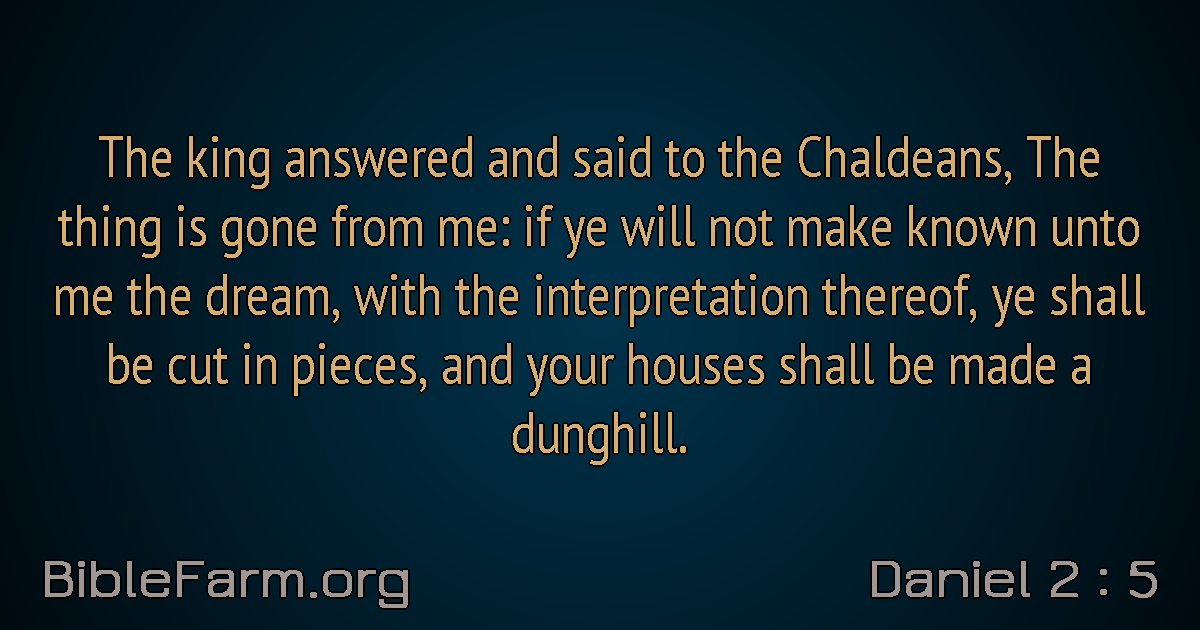 The king answered and said to the Chaldeans, The
thing is gone from me: if ye will not make known unto
me the dream, with the interpretation thereof, ye shall
be cut in pieces, and your houses shall be made a
dunghill.
BibleFarm.org
Daniel 2 : 5